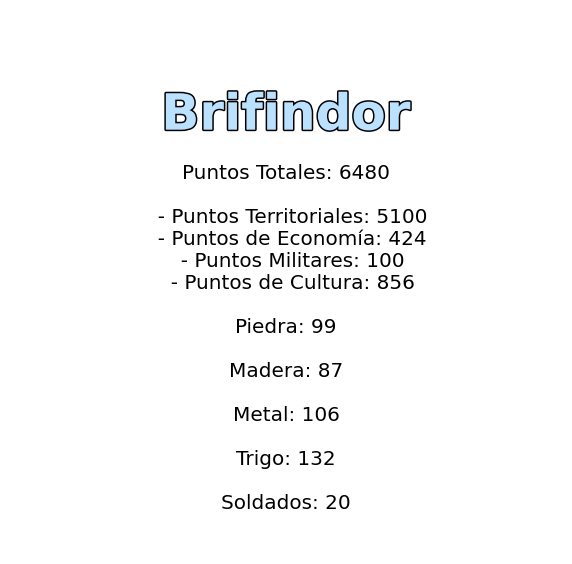 Brifindor
Puntos Totales: 6480
- Puntos Territoriales: 5100
- Puntos de Economía: 424
- Puntos Militares: 100
- Puntos de Cultura: 856
Piedra: 99
Madera: 87
Metal: 106
Trigo: 132
Soldados: 20